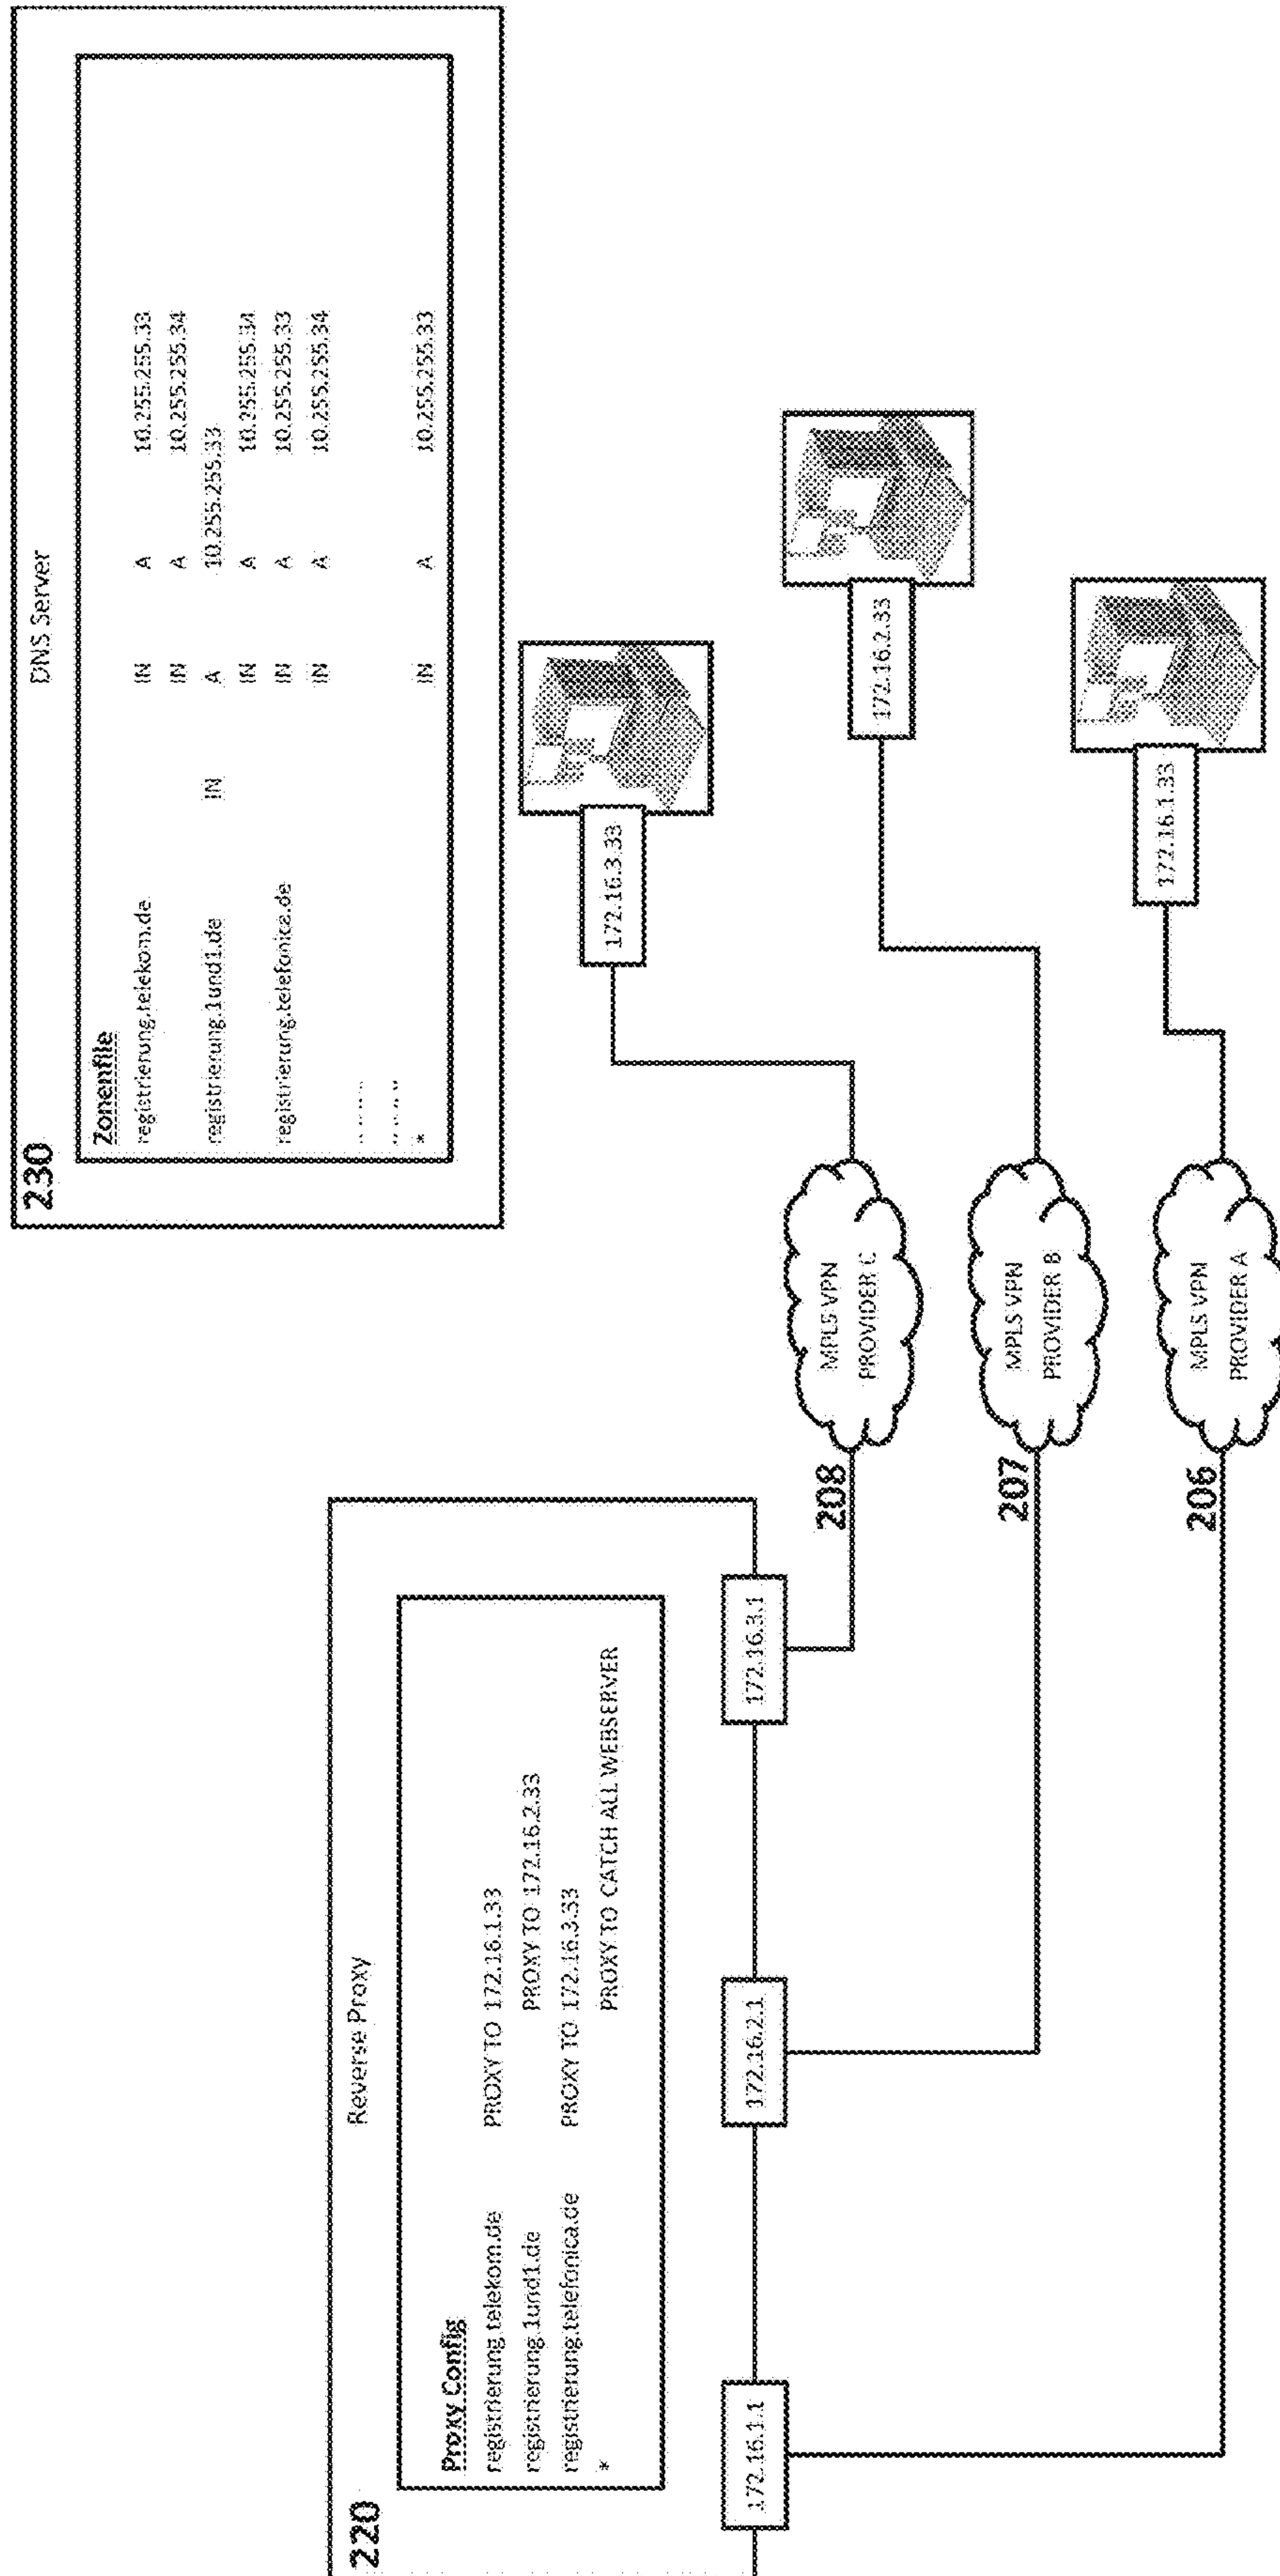 230
DNS Server
Zonenfile
registrierung.telekom.de IN A 10.255.255.33
IN A 10.255.255.34
registrierung.1und1.de IN IN A A 10.255.255.33
IN A 10.255.255.34
registrierung.telefonica.de IN A 10.255.255.33
IN A 10.255.255.34
* IN A 10.255.255.33
220
Reverse Proxy
Proxy Config
registrierung.telekom.de PROXY TO 172.16.1.33
registrierung.1und1.de PROXY TO 172.16.2.33
registrierung.telefonica.de PROXY TO 172.16.3.33
* PROXY TO CATCH ALL WEBSERVER
172.16.1.1
172.16.2.1
172.16.3.1
208
MPLS VPN
PROVIDER C
172.16.3.33
207
MPLS VPN
PROVIDER B
172.16.2.33
206
MPLS VPN
PROVIDER A
172.16.1.33